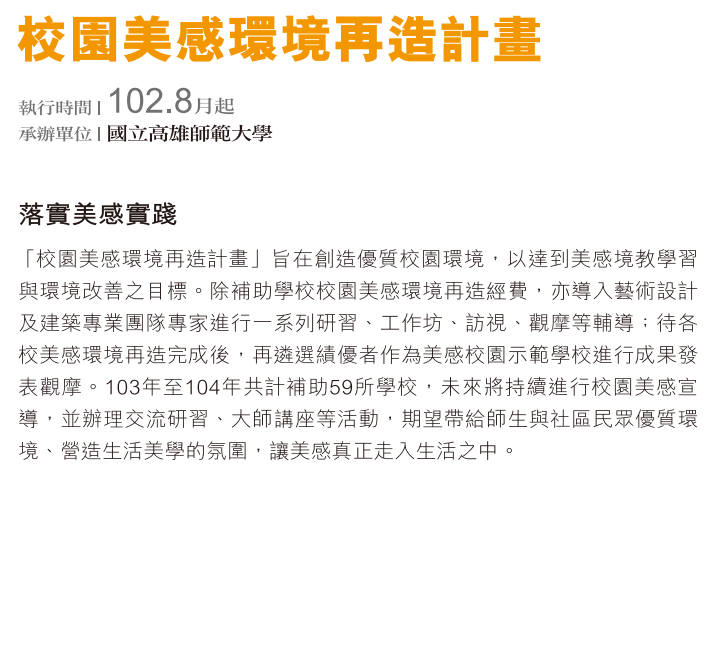 校園美感環境再造計畫
執行時間 | 102.8月起
承辦單位 | 國立高雄師範大學
落實美感實踐
「校園美感環境再造計畫」旨在創造優質校園環境，以達到美感境教學習
與環境改善之目標。除補助學校校園美感環境再造經費，亦導入藝術設計
及建築專業團隊專家進行一系列研習、工作坊、訪視、觀摩等輔導；待各
校美感環境再造完成後，再遴選績優者作為美感校園示範學校進行成果發
表觀摩。103年至104年共計補助59所學校，未來將持續進行校園美感宣
導，並辦理交流研習、大師講座等活動，期望帶給師生與社區民眾優質環
境、營造生活美學的氛圍，讓美感真正走入生活之中。